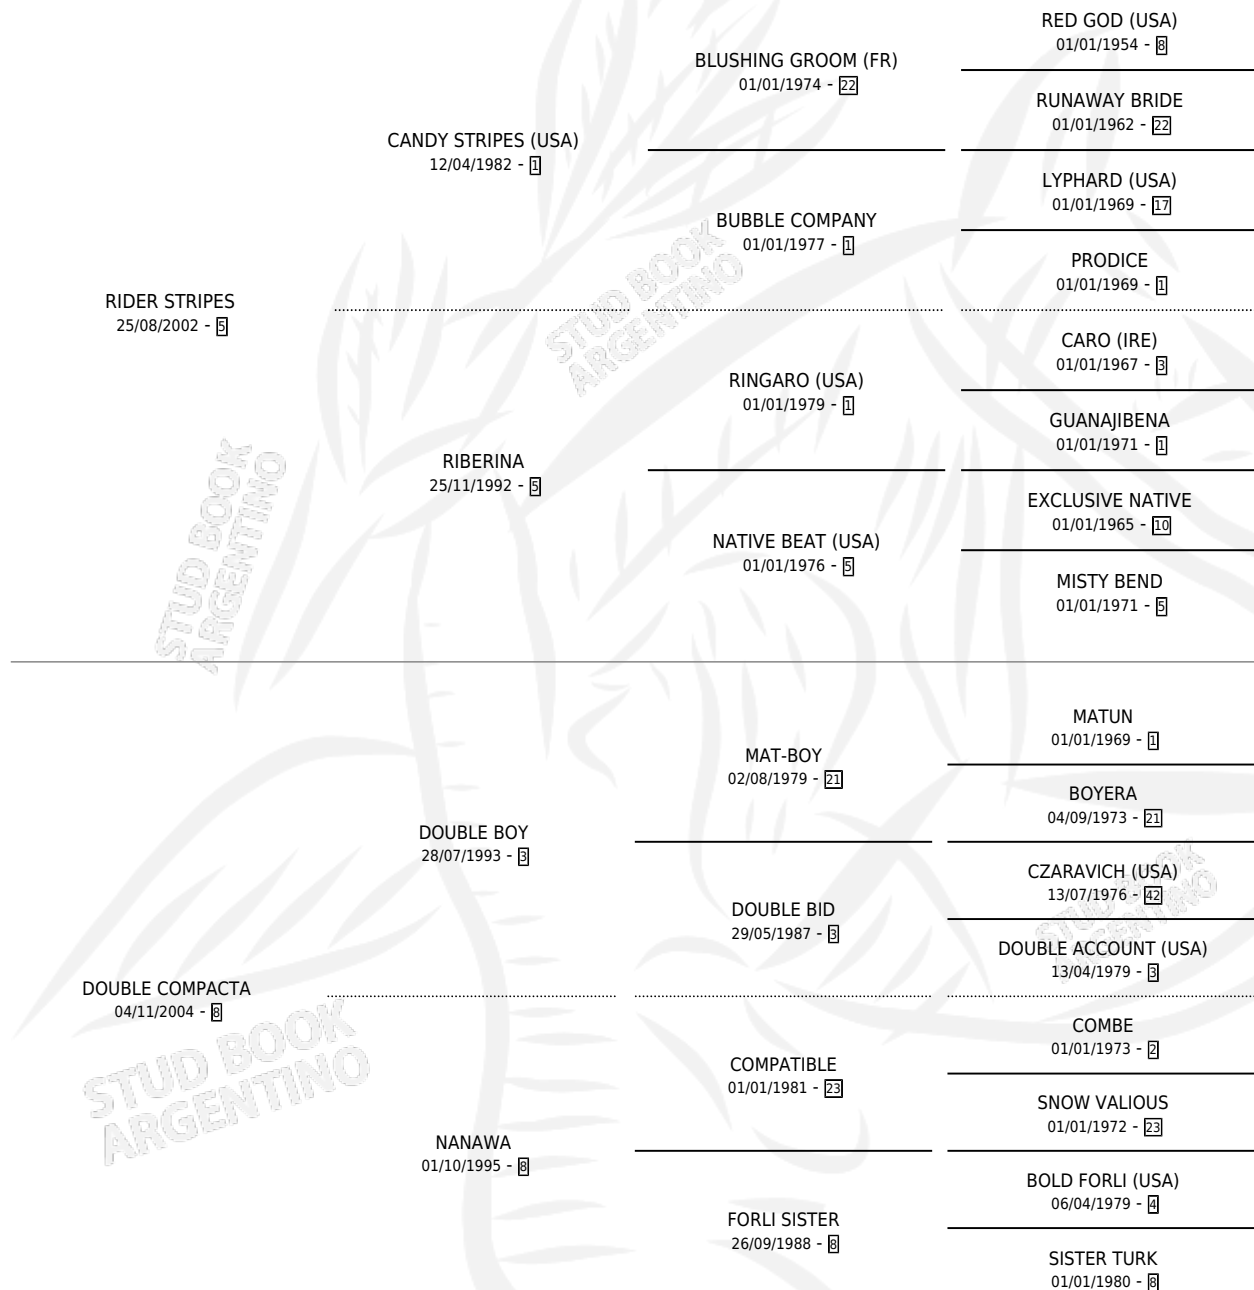 RED GOD (USA)
01/01/1954 - 8
BLUSHING GROOM (FR)
01/01/1974 - 22
RUNAWAY BRIDE
01/01/1962 - 22
CANDY STRIPES (USA)
12/04/1982 - 1
LYPHARD (USA)
01/01/1969 - 17
BUBBLE COMPANY
01/01/1977 - 1
PRODICE
01/01/1969 - 1
RIDER STRIPES
25/08/2002 - 5
CARO (IRE)
01/01/1967 - 3
RINGARO (USA)
01/01/1979 - 1
GUANAJIBENA
01/01/1971 - 1
RIBERINA
25/11/1992 - 5
EXCLUSIVE NATIVE
01/01/1965 - 10
NATIVE BEAT (USA)
01/01/1976 - 5
MISTY BEND
01/01/1971 - 5
MATUN
01/01/1969 - 1
MAT-BOY
02/08/1979 - 21
BOYERA
04/09/1973 - 21
DOUBLE BOY
28/07/1993 - 3
CZARAVICH (USA)
13/07/1976 - 42
DOUBLE BID
29/05/1987 - 3
DOUBLE ACCOUNT (USA)
13/04/1979 - 3
DOUBLE COMPACTA
04/11/2004 - 8
COMBE
01/01/1973 - 2
COMPATIBLE
01/01/1981 - 23
SNOW VALIOUS
01/01/1972 - 23
NANAWA
01/10/1995 - 8
BOLD FORLI (USA)
06/04/1979 - 4
FORLI SISTER
26/09/1988 - 8
SISTER TURK
01/01/1980 - 8
STUD BOOK
ARGENTINO
STUD BOOK
ARGENTINO
STUD BOOK
ARGENTINO
STUD BOOK
ARGENTINO